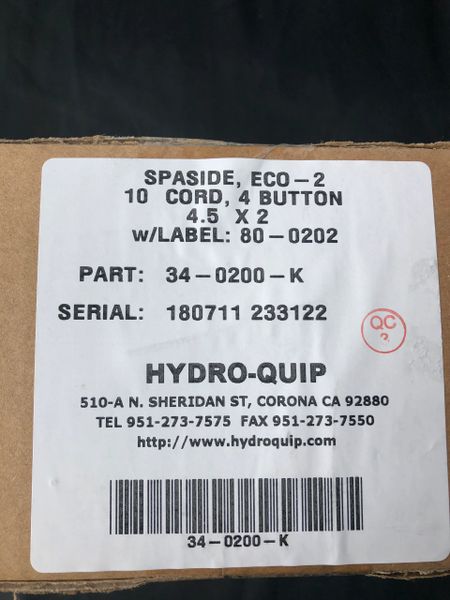 SPASIDE, ECO-2
10 CORD, 4 BUTTON
4.5 X 2
w/LABEL: 80-0202
PART: 34-0200-K
SERIAL: 180711 233122
QC
HYDRO-QUIP
510-A N. SHERIDAN ST, CORONA CA 92880
TEL 951-273-7575 FAX 951-273-7550
http://www.hydroquip.com
34-0200-K